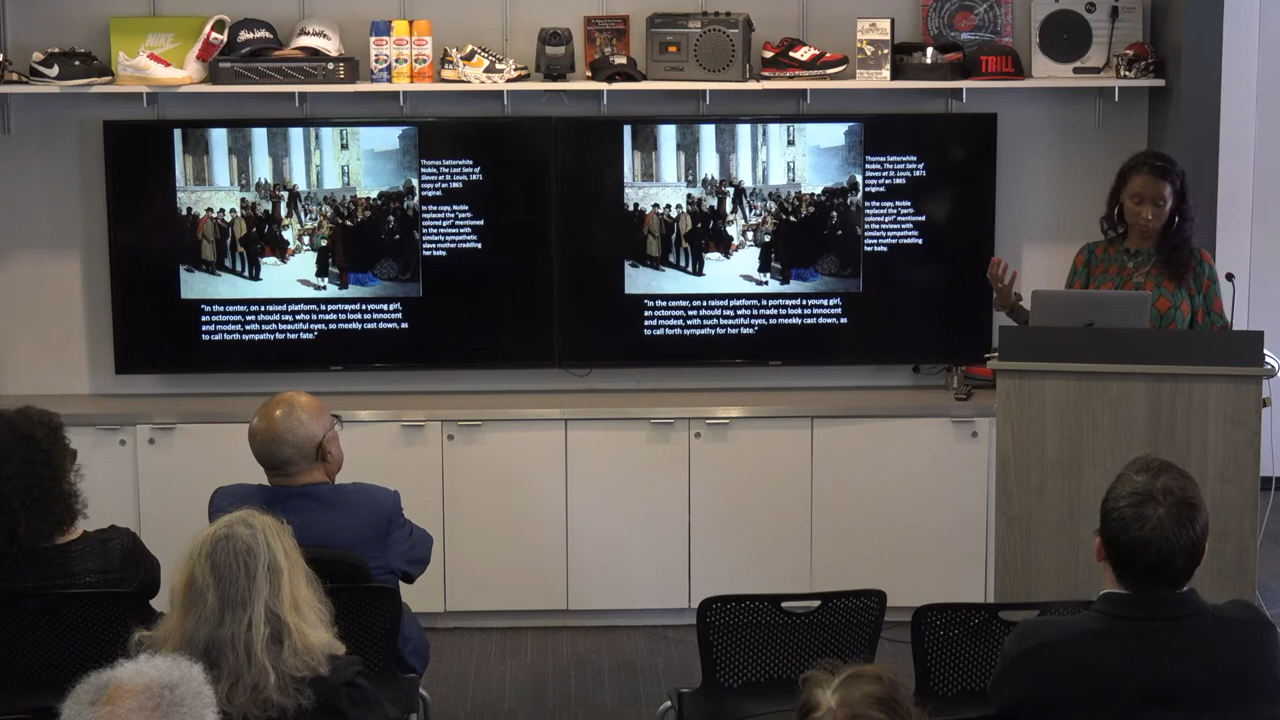 NIKE
TRILL
Thomas Satterwhite
Noble, The Last Sale of
Slaves at St. Louis, 1871
copy of an 1865
original.
In the copy, Noble
replaced the "parti-
colored girl" mentioned
in the reviews with
similarly sympathetic
slave mother craddling
her baby.
"In the center, on a raised platform, is portrayed a young girl,
an octoroon, we should say, who is made to look so innocent
and modest, with such beautiful eyes, so meekly cast down, as
to call forth sympathy for her fate."
Thomas Satterwhite
Noble, The Last Sale of
Slaves at St. Louis, 1871
copy of an 1865
original.
In the copy, Noble
replaced the "parti-
colored girl" mentioned
in the reviews with
similarly sympathetic
slave mother craddling
her baby.
"In the center, on a raised platform, is portrayed a young girl,
an octoroon, we should say, who is made to look so innocent
and modest, with such beautiful eyes, so meekly cast down, as
to call forth sympathy for her fate."